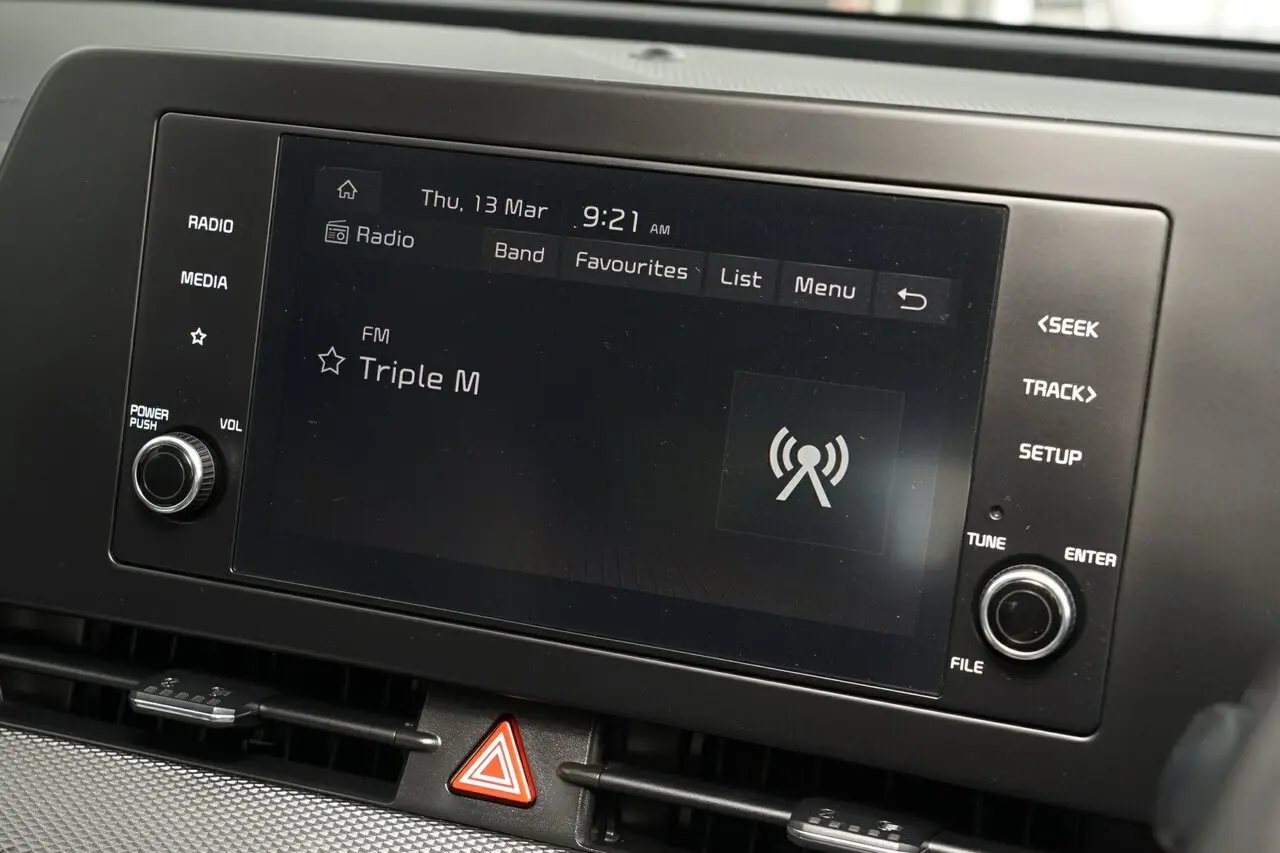 RADIO
MEDIA
POWER
PUSH
VOL
Thu, 13 Mar 9:21 AM
Radio
Band Favourites List Menu
FM
Triple M
<SEEK
TRACK>
SETUP
TUNE
ENTER
FILE